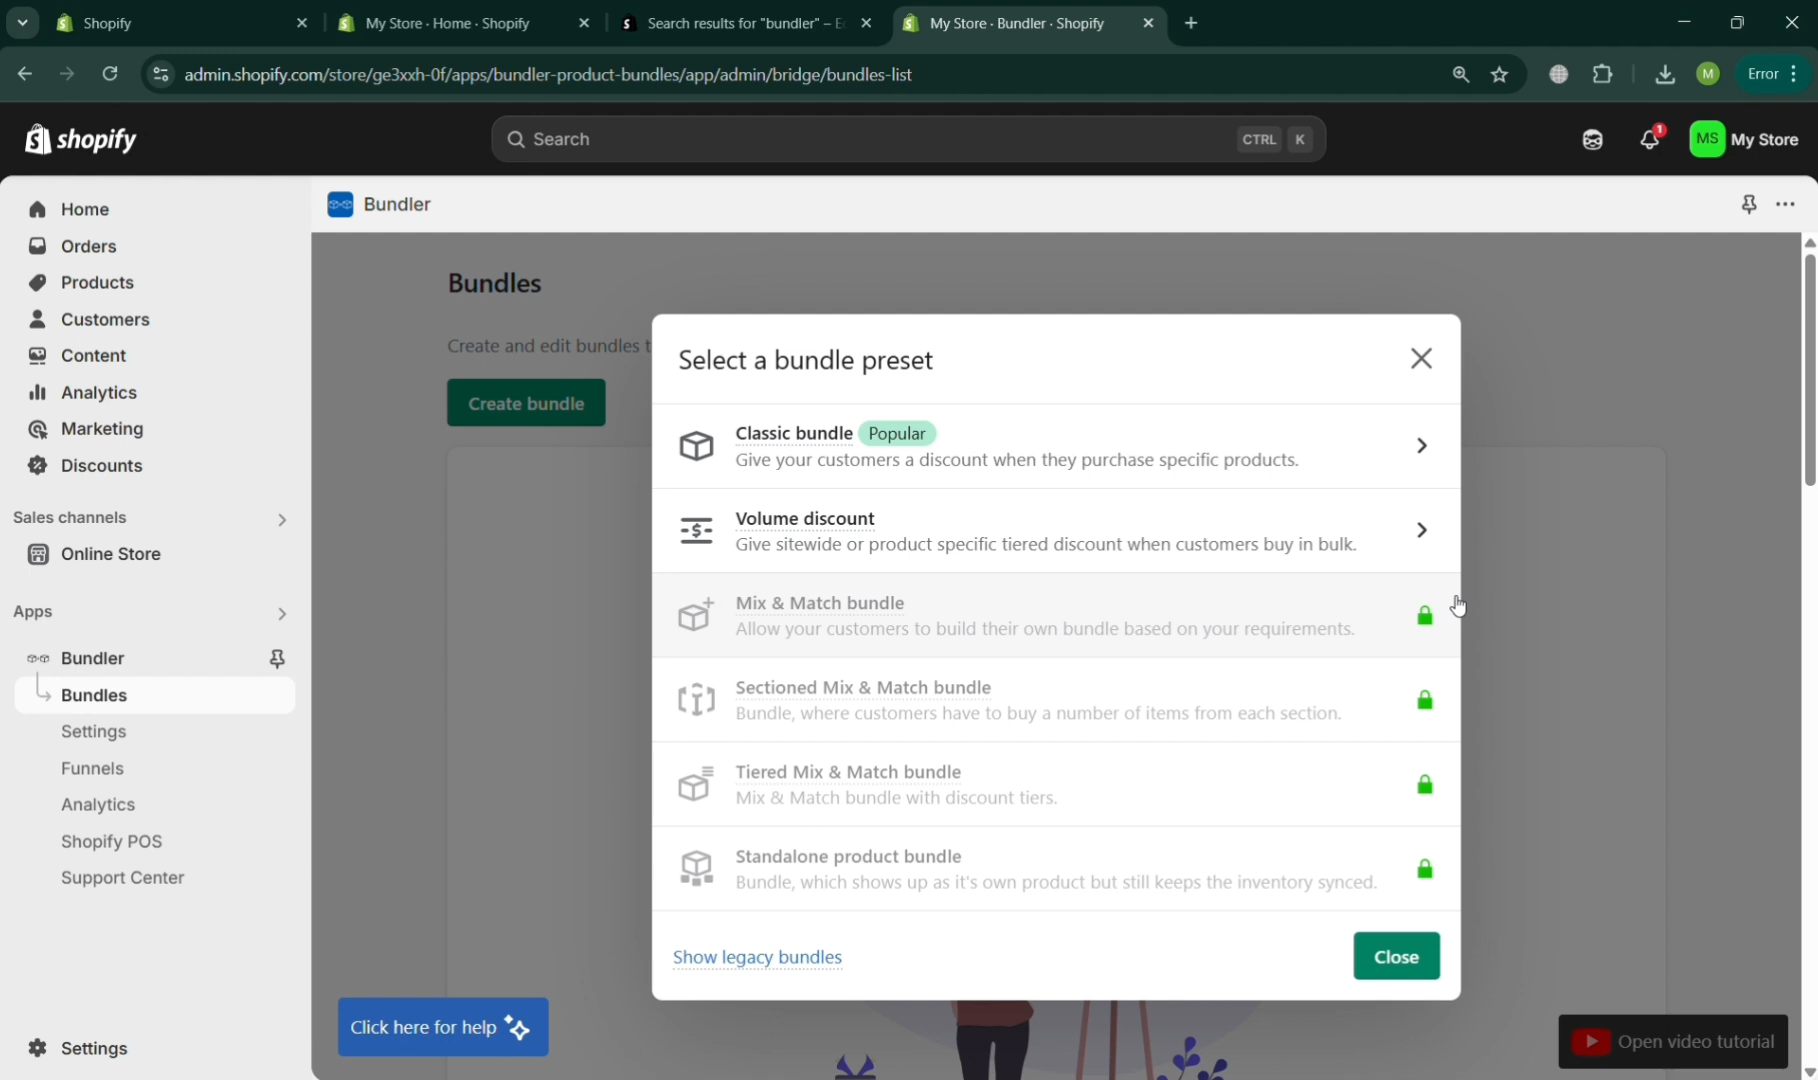 Shopify
My Store · Home · Shopify
Search results for "bundler" – E
My Store · Bundler · Shopify
admin.shopify.com/store/ge3xxh-0f/apps/bundler-product-bundles/app/admin/bridge/bundles-list
M
Error
shopify
Search
CTRL K
1
MS
My Store
Home
Orders
Products
Customers
Content
Analytics
Marketing
Discounts
Sales channels
Online Store
Apps
Bundler
Bundles
Settings
Funnels
Analytics
Shopify POS
Support Center
Settings
Bundler
Bundles
Create and edit bundles t
Create bundle
Select a bundle preset
Classic bundle Popular
Give your customers a discount when they purchase specific products.
Volume discount
Give sitewide or product specific tiered discount when customers buy in bulk.
Mix & Match bundle
Allow your customers to build their own bundle based on your requirements.
Sectioned Mix & Match bundle
Bundle, where customers have to buy a number of items from each section.
Tiered Mix & Match bundle
Mix & Match bundle with discount tiers.
Standalone product bundle
Bundle, which shows up as it's own product but still keeps the inventory synced.
Show legacy bundles
Close
Click here for help
Open video tutorial